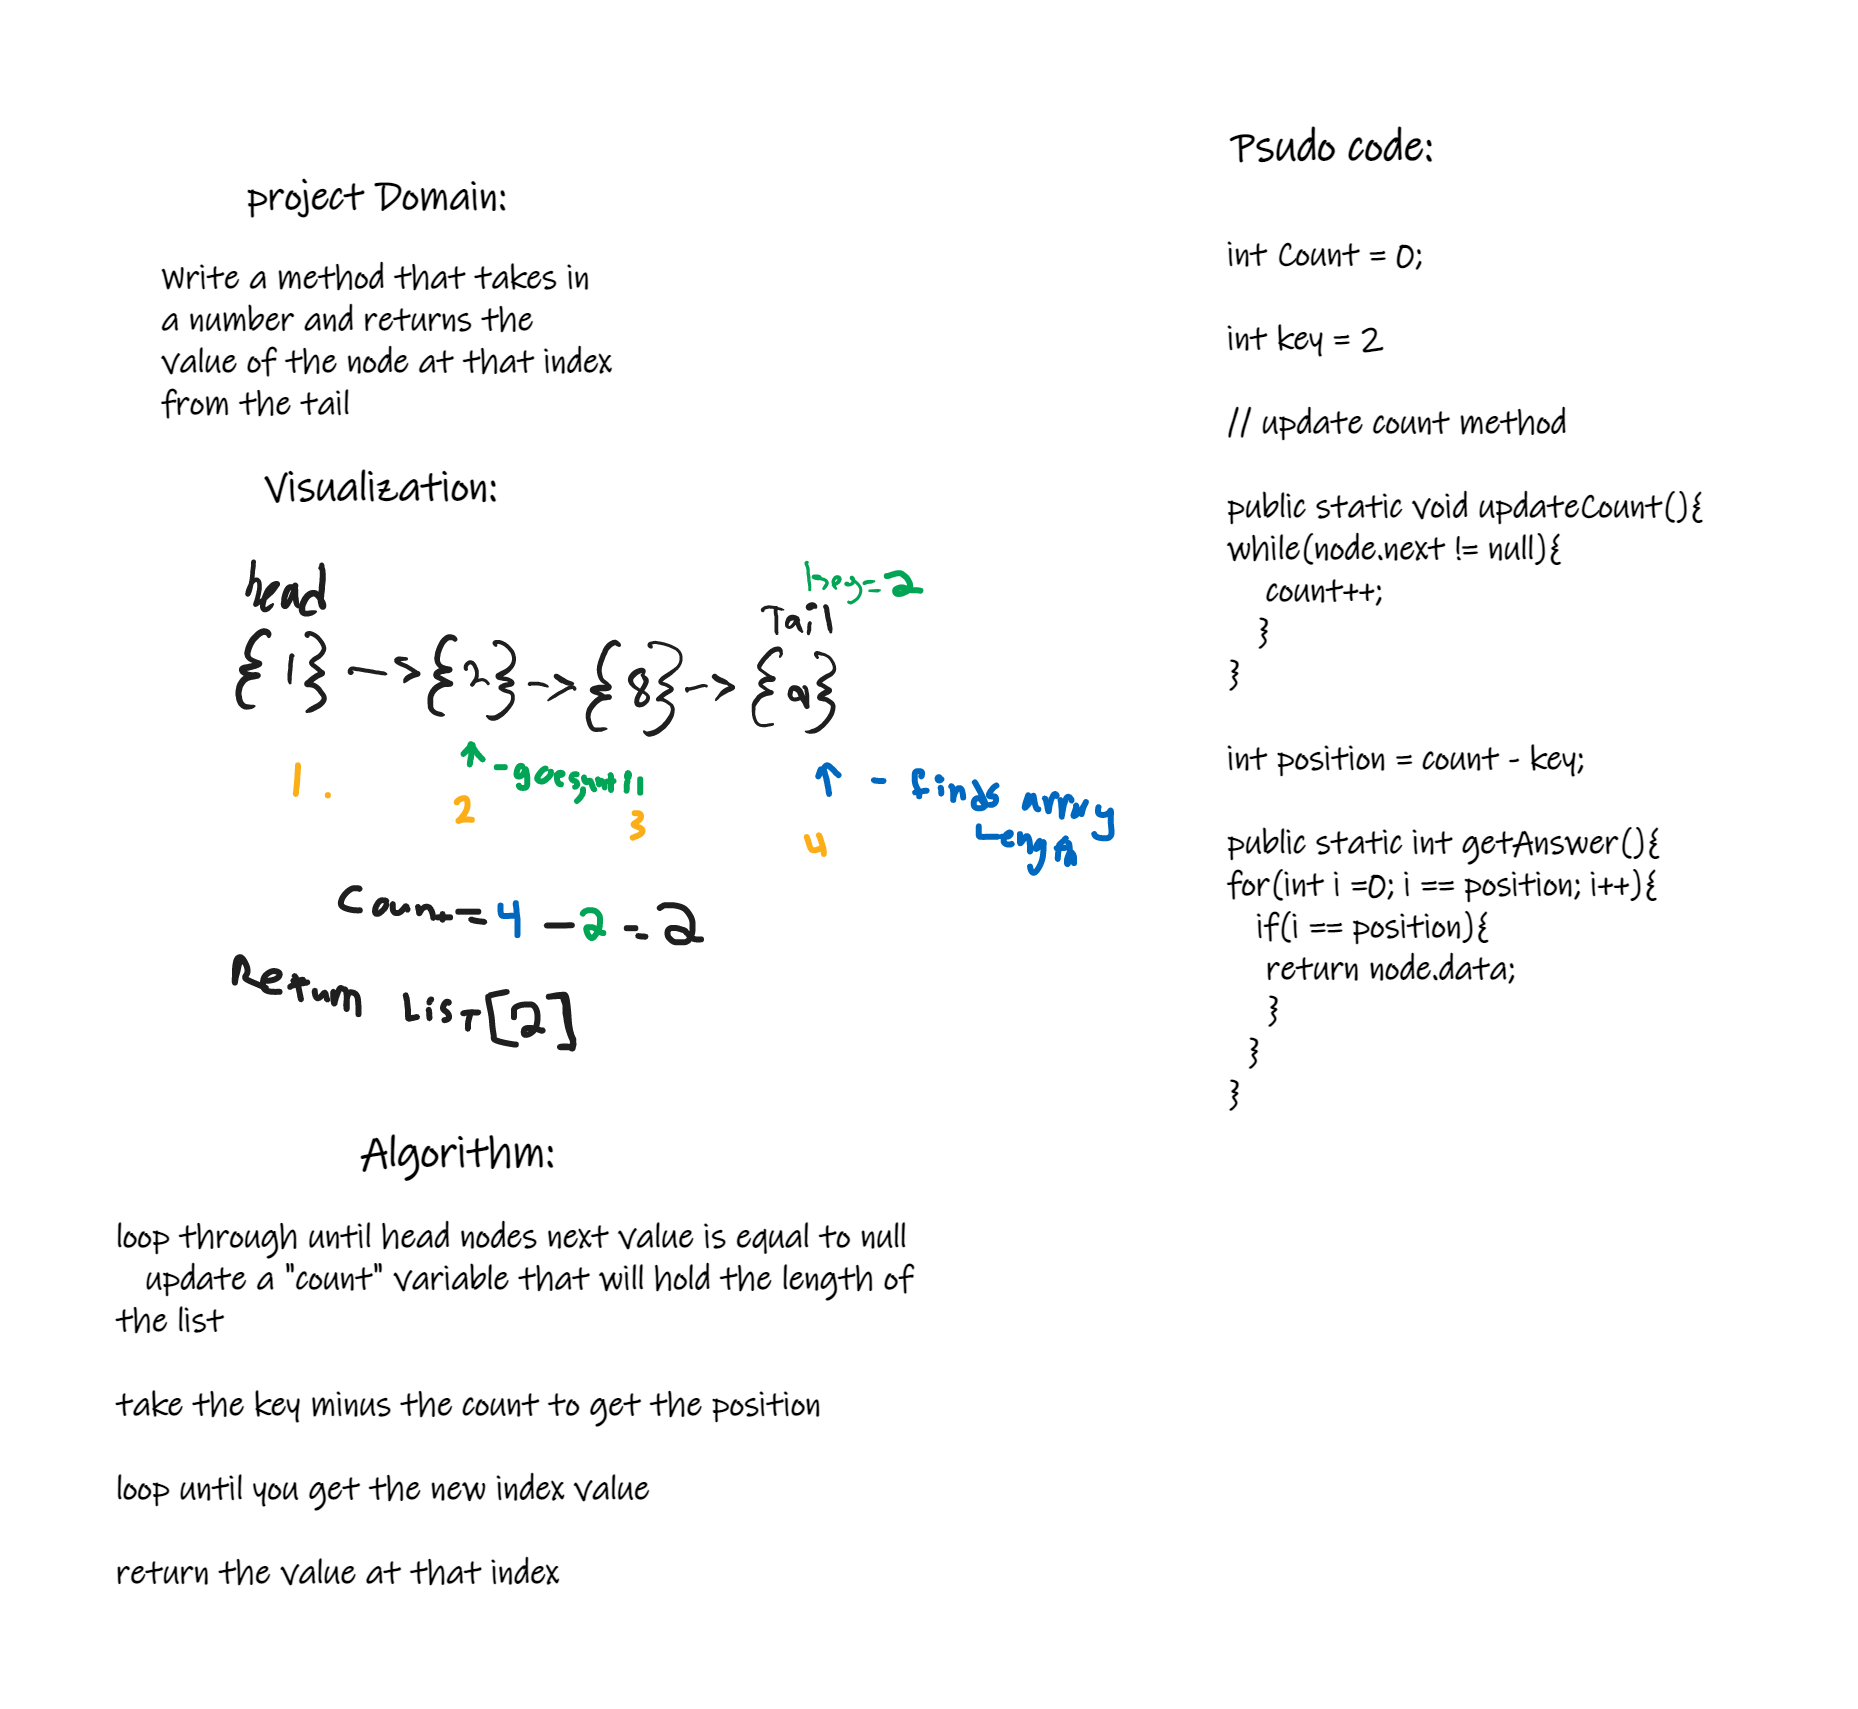 project Domain:
Write a method that takes in
a number and returns the
value of the node at that index
from the tail
Visualization:
head
key=2
Tail
{1} -> {2} -> {8} -> {a}
↑ -goesuntil
↑ - finds array
Length
1 .
2
3
4
Count = 4 - 2 = 2
Return List[2]
Algorithm:
loop through until head nodes next value is equal to null
update a "count" variable that will hold the length of
the list
take the key minus the count to get the position
loop until you get the new index value
return the value at that index
Psudo code:
int Count = 0;
int key = 2
// update count method
public static void updateCount(){
while(node.next != null){
count++;
}
}
int position = count - key;
public static int getAnswer(){
for(int i =0; i == position; i++){
if(i == position){
return node.data;
}
}
}